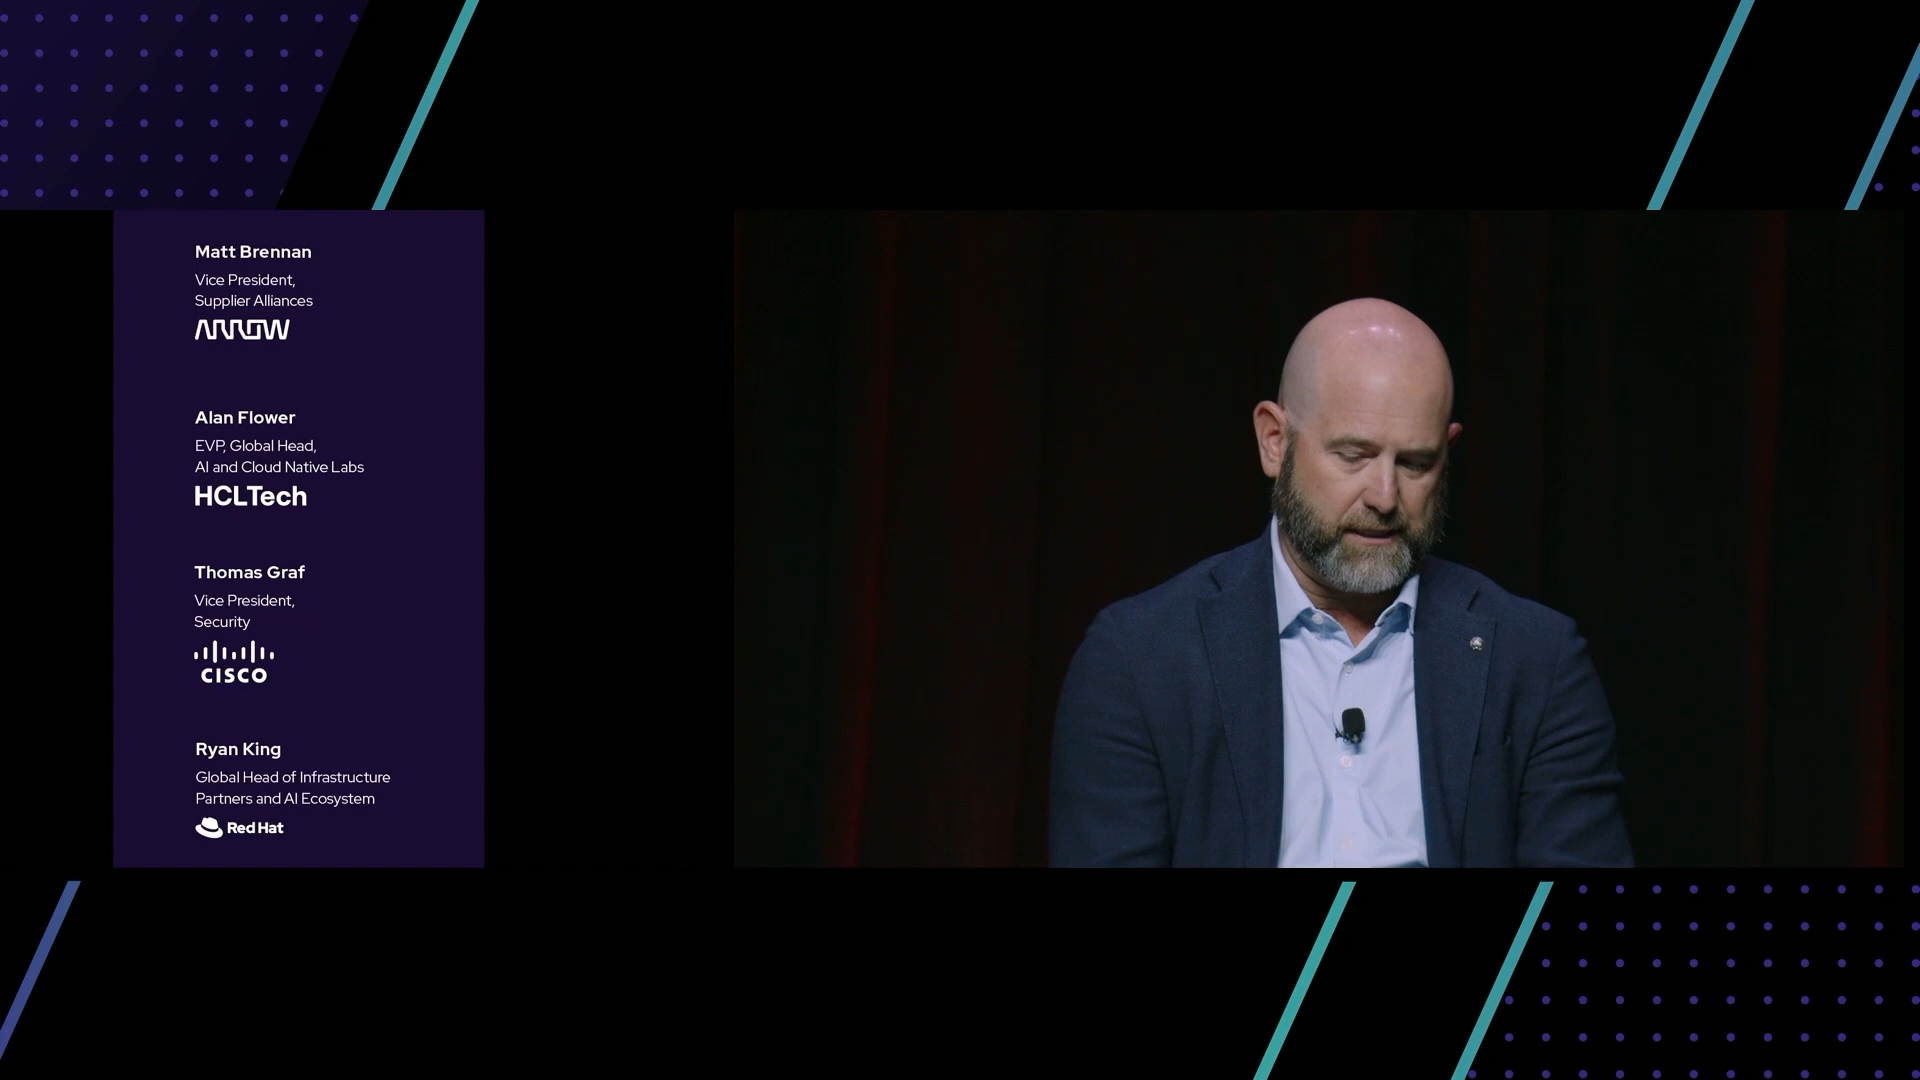 Matt Brennan
Vice President,
Supplier Alliances
ARROW
Alan Flower
EVP, Global Head,
AI and Cloud Native Labs
HCLTech
Thomas Graf
Vice President,
Security
CISCO
Ryan King
Global Head of Infrastructure
Partners and AI Ecosystem
Red Hat